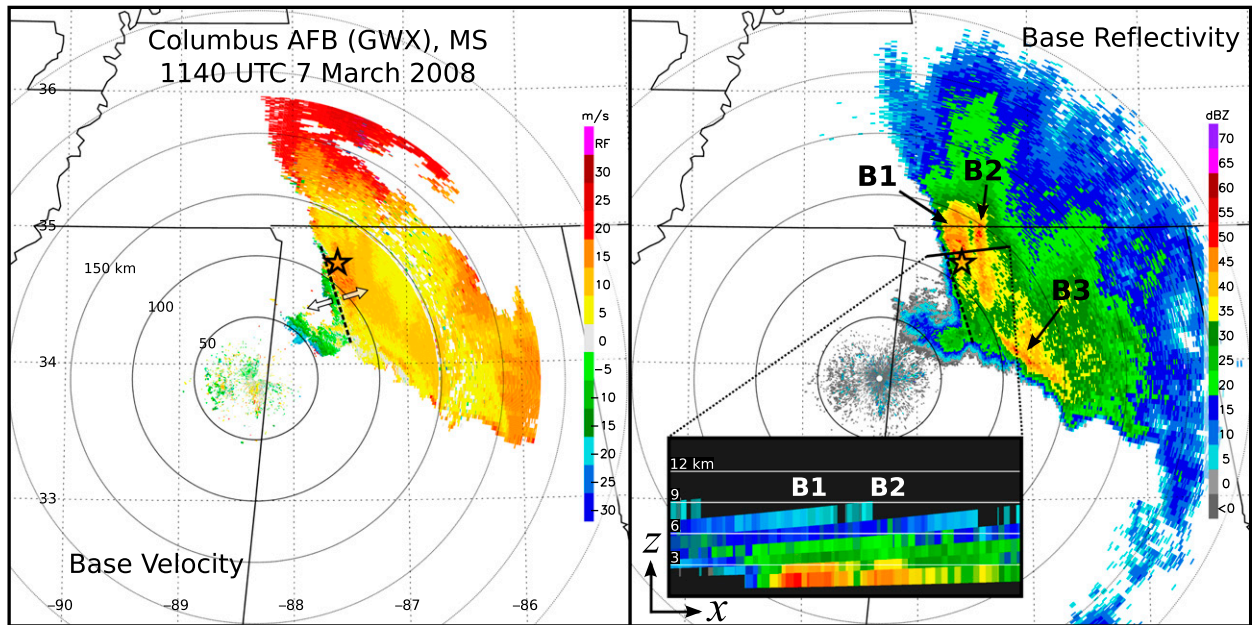 Columbus AFB (GWX), MS
1140 UTC 7 March 2008
Base Velocity
36
35
34
33
−90
−89
−88
−87
−86
150 km
100
50
m/s
RF
30
25
20
15
10
5
0
−5
−10
−15
−20
−25
−30
Base Reflectivity
B1
B2
B3
dBZ
70
65
60
55
50
45
40
35
30
25
20
15
10
5
0
<0
12 km
9
6
3
B1
B2
z
x